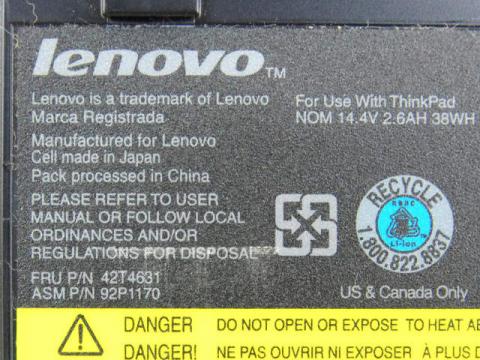 lenovo™
Lenovo is a trademark of Lenovo
Marca Registrada
For Use With ThinkPad
NOM 14.4V 2.6AH 38WH
Manufactured for Lenovo
Cell made in Japan
Pack processed in China
PLEASE REFER TO USER
MANUAL OR FOLLOW LOCAL
ORDINANCES AND/OR
REGULATIONS FOR DISPOSAL
RECYCLE
RBRC
Li-ion
1.800.822.8837
FRU P/N 42T4631
ASM P/N 92P1170
US & Canada Only
DANGER DO NOT OPEN OR EXPOSE TO HEAT
DANGER! NE PAS OUVRIR NI EXPOSER À PLUS DE